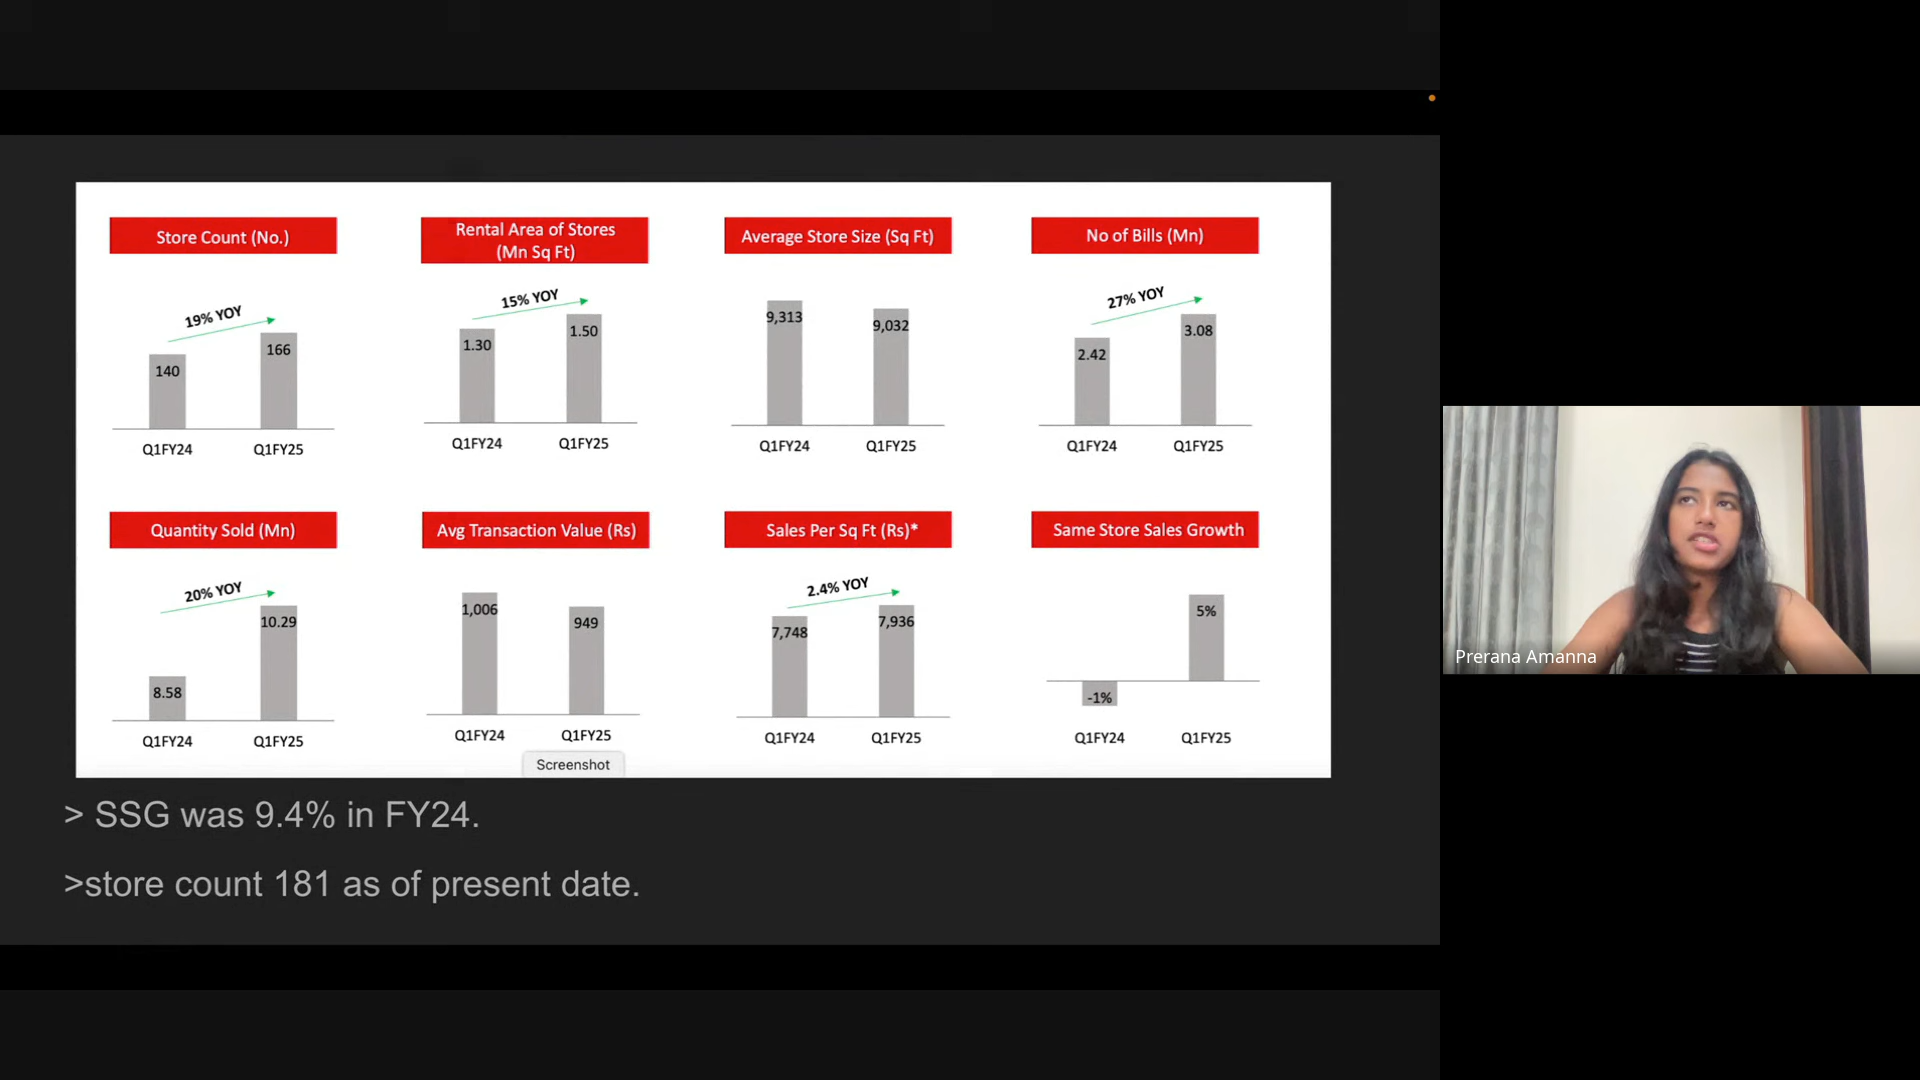 Store Count (No.)
19% YOY
140
166
Q1FY24
Q1FY25
Rental Area of Stores
(Mn Sq Ft)
15% YOY
1.30
1.50
Q1FY24
Q1FY25
Average Store Size (Sq Ft)
9,313
9,032
Q1FY24
Q1FY25
No of Bills (Mn)
27% YOY
2.42
3.08
Q1FY24
Q1FY25
Quantity Sold (Mn)
20% YOY
8.58
10.29
Q1FY24
Q1FY25
Avg Transaction Value (Rs)
1,006
949
Q1FY24
Q1FY25
Screenshot
Sales Per Sq Ft (Rs)*
2.4% YOY
7,748
7,936
Q1FY24
Q1FY25
Same Store Sales Growth
-1%
5%
Q1FY24
Q1FY25
> SSG was 9.4% in FY24.
>store count 181 as of present date.
Prerana Amanna